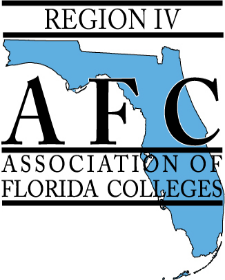 REGION IV
AFC
ASSOCIATION OF
FLORIDA COLLEGES